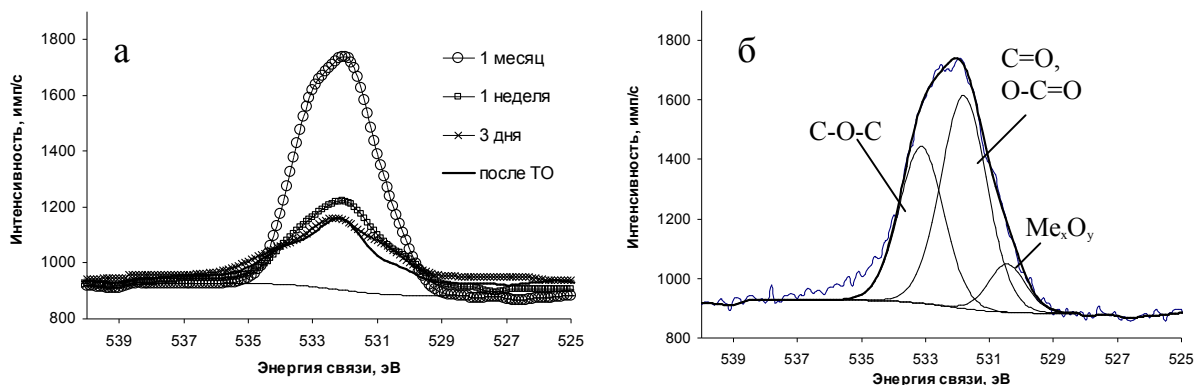 а
1800
1600
1400
1200
1000
800
539 537 535 533 531 529 527 525
Интенсивность, имп/с
Энергия связи, эВ
1 месяц
1 неделя
3 дня
после ТО
б
1800
1600
1400
1200
1000
800
539 537 535 533 531 529 527 525
Интенсивность, имп/с
Энергия связи, эВ
C=O,
O-C=O
C-O-C
MeₓOᵧ